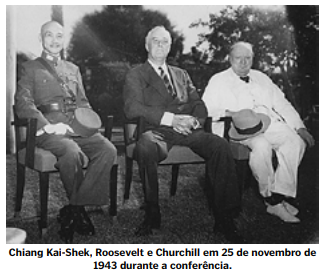 Chiang Kai-Shek, Roosevelt e Churchill em 25 de novembro de
1943 durante a conferência.